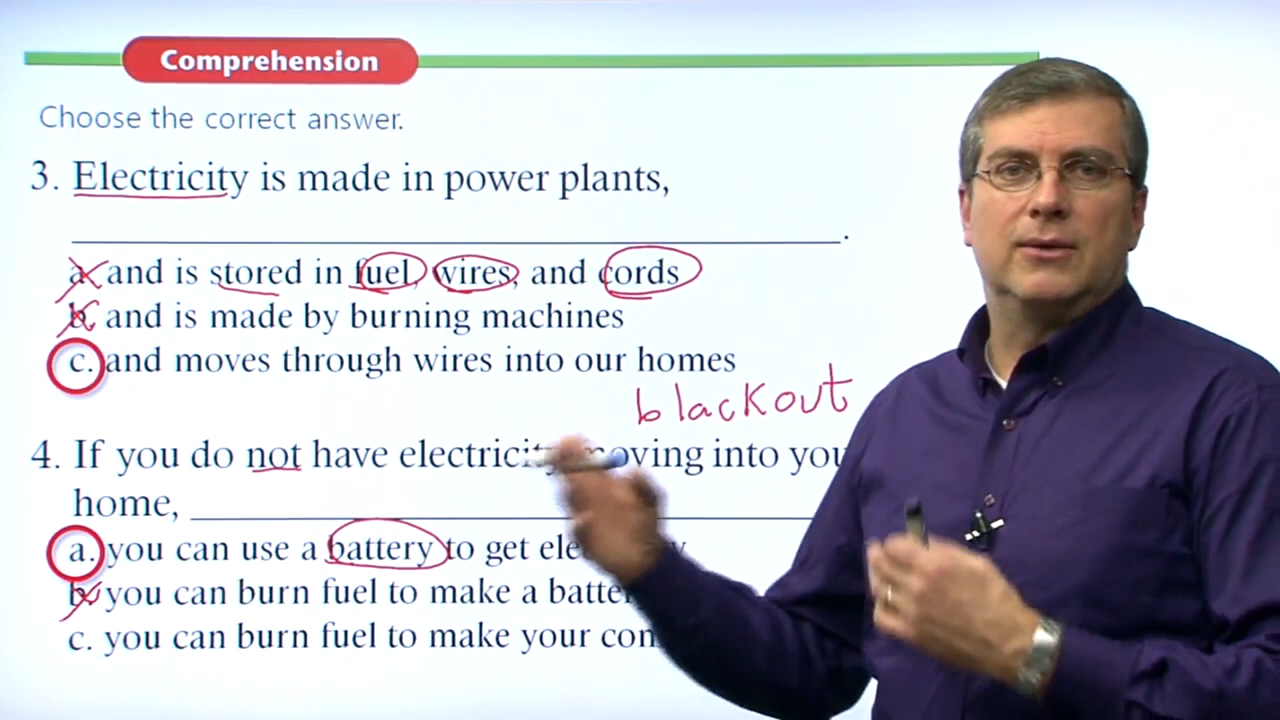 Comprehension
Choose the correct answer.
3. Electricity is made in power plants,
.
a. and is stored in fuel, wires, and cords
b. and is made by burning machines
c. and moves through wires into our homes
blackout
4. If you do not have electricity moving into
home,
a. you can use a battery to get
b. you can burn fuel to make a
c. you can burn fuel to make your